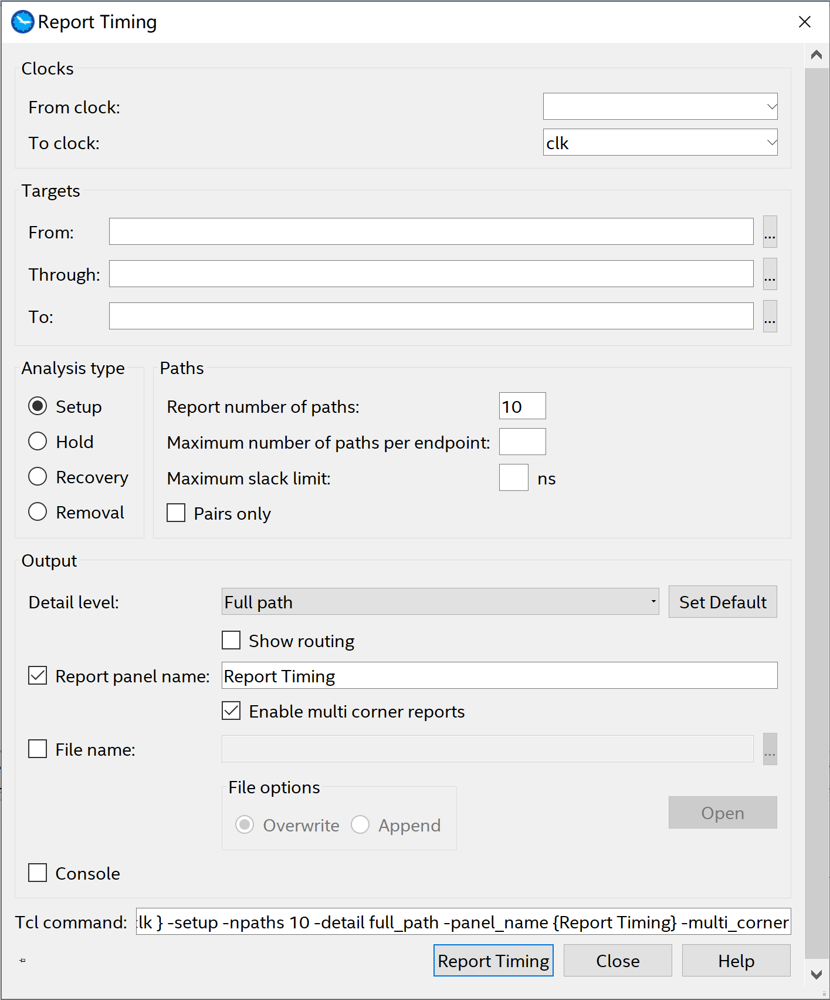 Report Timing
Clocks
From clock:
To clock: clk
Targets
From: ...
Through: ...
To: ...
Analysis type
Setup
Hold
Recovery
Removal
Paths
Report number of paths: 10
Maximum number of paths per endpoint:
Maximum slack limit: ns
Pairs only
Output
Detail level: Full path Set Default
Show routing
Report panel name: Report Timing
Enable multi corner reports
File name: ...
File options
Overwrite Append Open
Console
Tcl command: clk } -setup -npaths 10 -detail full_path -panel_name {Report Timing} -multi_corner
Report Timing Close Help